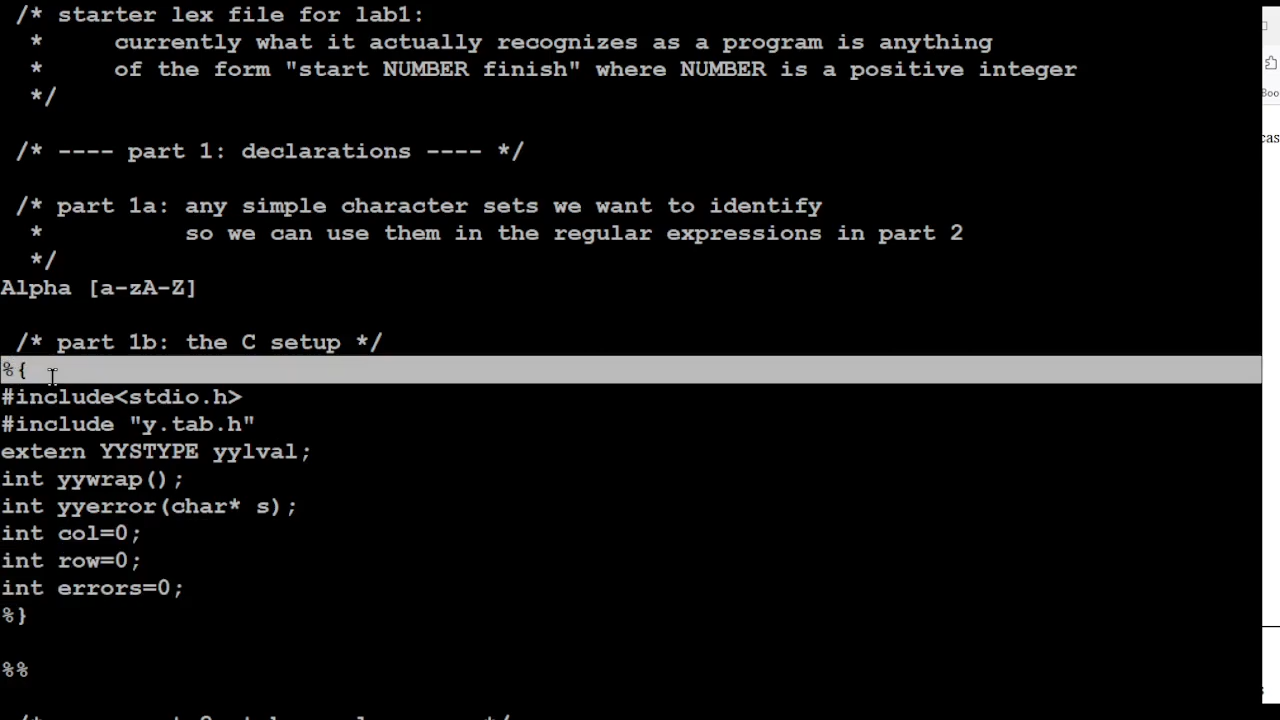 /* starter lex file for lab1:
*     currently what it actually recognizes as a program is anything
*     of the form "start NUMBER finish" where NUMBER is a positive integer
*/
/* ---- part 1: declarations ---- */
/* part 1a: any simple character sets we want to identify
*          so we can use them in the regular expressions in part 2
*/
Alpha [a-zA-Z]
/* part 1b: the C setup */
%{
#include<stdio.h>
#include "y.tab.h"
extern YYSTYPE yylval;
int yywrap();
int yyerror(char* s);
int col=0;
int row=0;
int errors=0;
%}
%%
Boo
cas